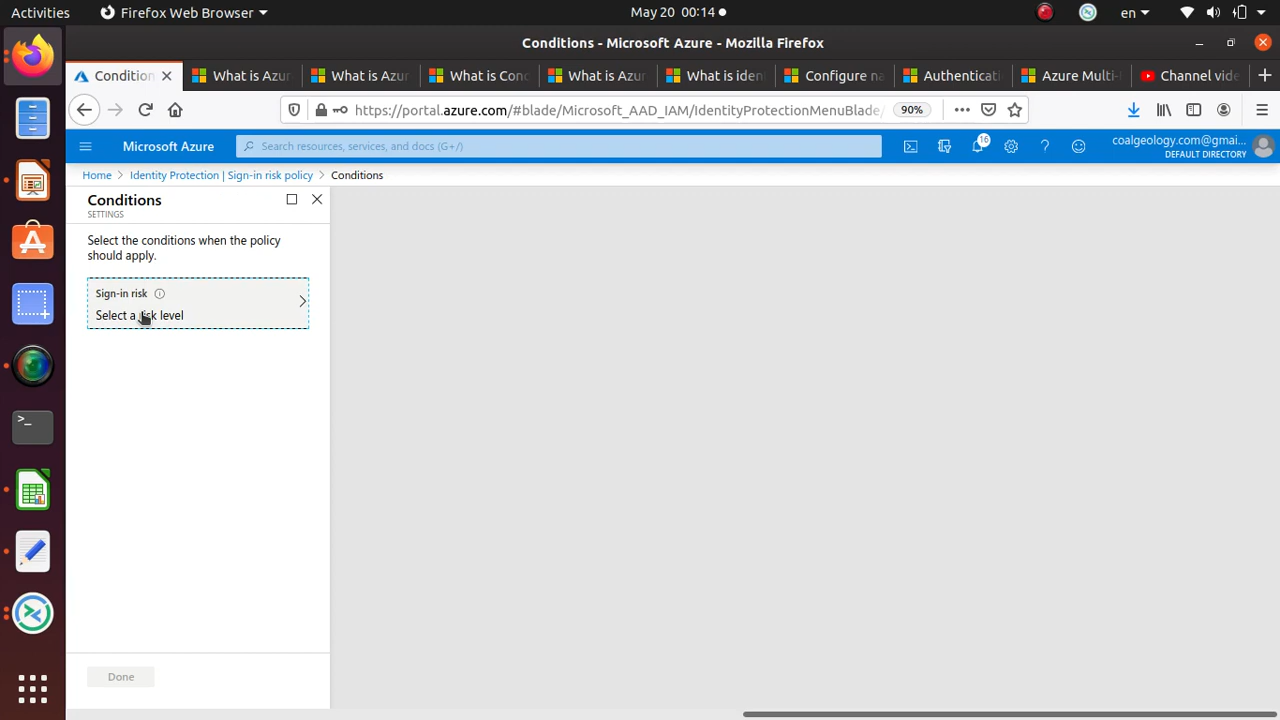 Activities
Firefox Web Browser
May 20 00:14
en
Conditions - Microsoft Azure - Mozilla Firefox
Condition
What is Azur
What is Azur
What is Con
What is Azur
What is iden
Configure na
Authenticati
Azure Multi-
Channel vide
https://portal.azure.com/#blade/Microsoft_AAD_IAM/IdentityProtectionMenuBlade/
90%
Microsoft Azure
Search resources, services, and docs (G+/)
16
coalgeology.com@gmai...
DEFAULT DIRECTORY
Home
Identity Protection | Sign-in risk policy
Conditions
Conditions
SETTINGS
Select the conditions when the policy
should apply.
Sign-in risk
Select a risk level
Done